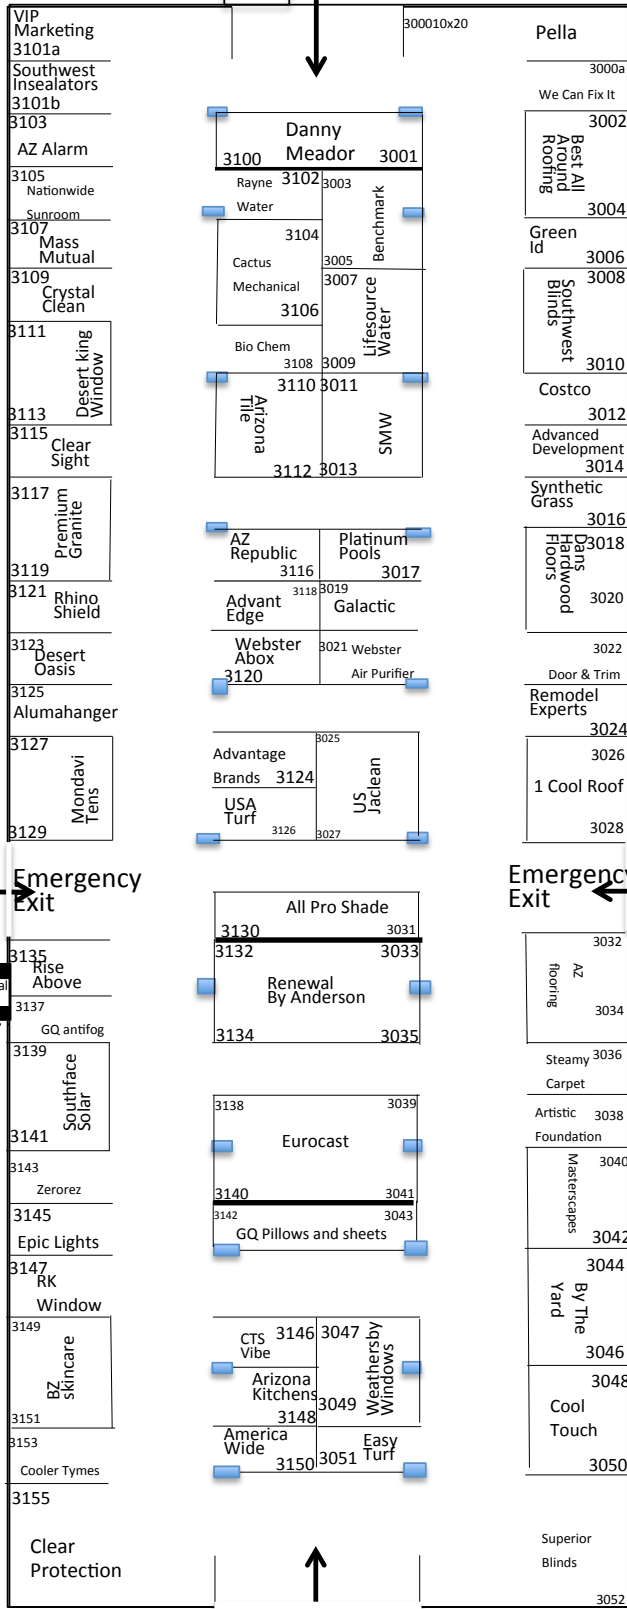 VIP
Marketing
3101a
Southwest
Insealators
3101b
3103
AZ Alarm
3105
Nationwide
Sunroom
3107
Mass
Mutual
3109
Crystal
Clean
3111
Desert king
Window
3113
3115
Clear
Sight
3117
Premium
Granite
3119
3121
Rhino
Shield
3123
Desert
Oasis
3125
Alumahanger
3127
Mondavi
Tens
3129
Emergency
Exit
3135
Rise
Above
3137
GQ antifog
3139
Southface
Solar
3141
3143
Zerorez
3145
Epic Lights
3147
RK
Window
3149
BZ
skincare
3151
3153
Cooler Tymes
3155
Clear
Protection
300010x20
Danny
Meador
3100 3001
Rayne 3102 3003
Water
Benchmark
3104
Cactus 3005
Mechanical 3007
3106
Lifesource
Water
Bio Chem
3108 3009
3110 3011
Arizona
Tile
SMW
3112 3013
AZ
Republic
3116
Platinum
Pools
3017
3118 3019
Advant
Edge
Galactic
Webster
Abox
3120
3021 Webster
Air Purifier
3025
Advantage
Brands 3124
US
Jaclean
USA
Turf
3126 3027
All Pro Shade
3130 3031
3132 3033
Renewal
By Anderson
3134 3035
3138 3039
Eurocast
3140 3041
3142 3043
GQ Pillows and sheets
CTS
Vibe
3146 3047
Weathersby
Windows
Arizona
Kitchens
3148
3049
America
Wide
3150 3051
Easy
Turf
Pella
3000a
We Can Fix It
3002
Best All
Around
Roofing
3004
Green
Id
3006
3008
Southwest
Blinds
3010
Costco
3012
Advanced
Development
3014
Synthetic
Grass
3016
Dans
Hardwood
Floors
3018
3020
3022
Door & Trim
Remodel
Experts
3024
3026
1 Cool Roof
3028
Emergency
Exit
3032
AZ
flooring
3034
Steamy 3036
Carpet
Artistic 3038
Foundation
3040
Masterscapes
3042
3044
By The
Yard
3046
3048
Cool
Touch
3050
Superior
Blinds
3052